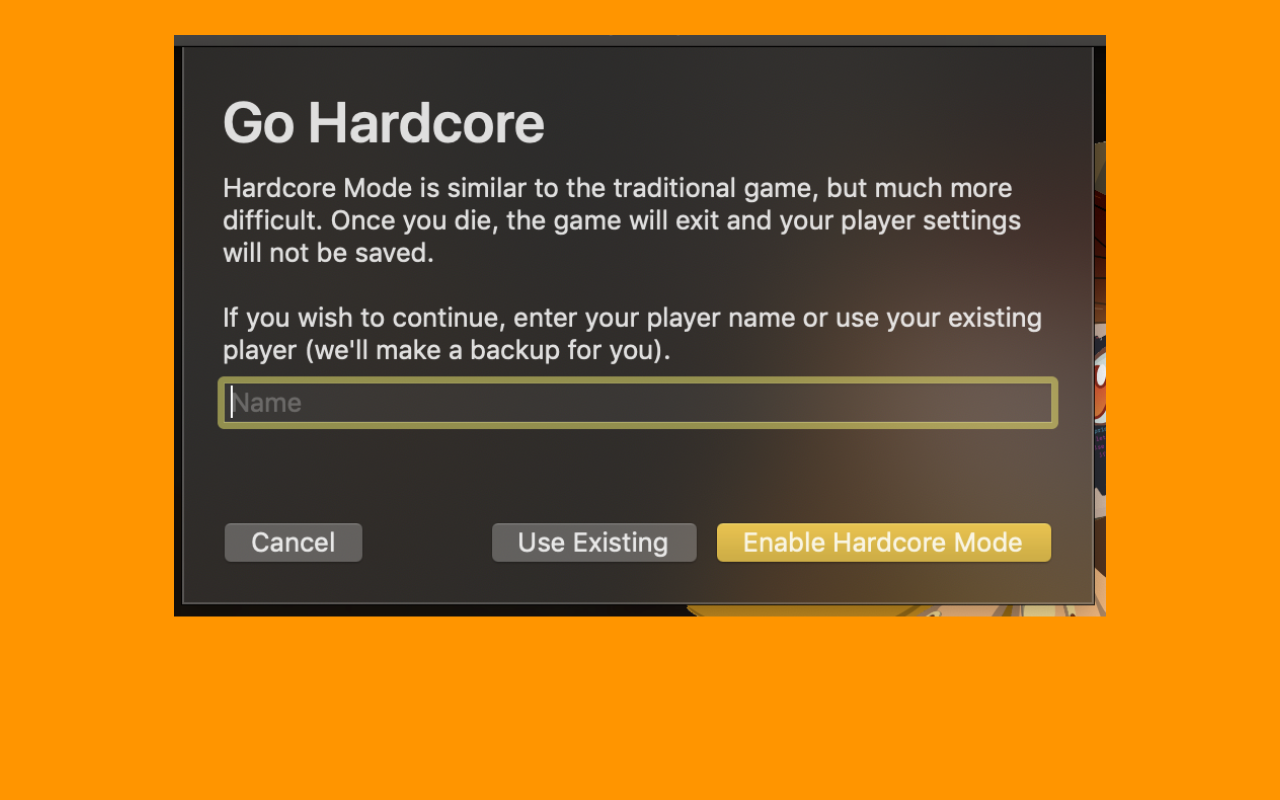 Go Hardcore
Hardcore Mode is similar to the traditional game, but much more
difficult. Once you die, the game will exit and your player settings
will not be saved.
If you wish to continue, enter your player name or use your existing
player (we'll make a backup for you).
Name
Cancel
Use Existing
Enable Hardcore Mode